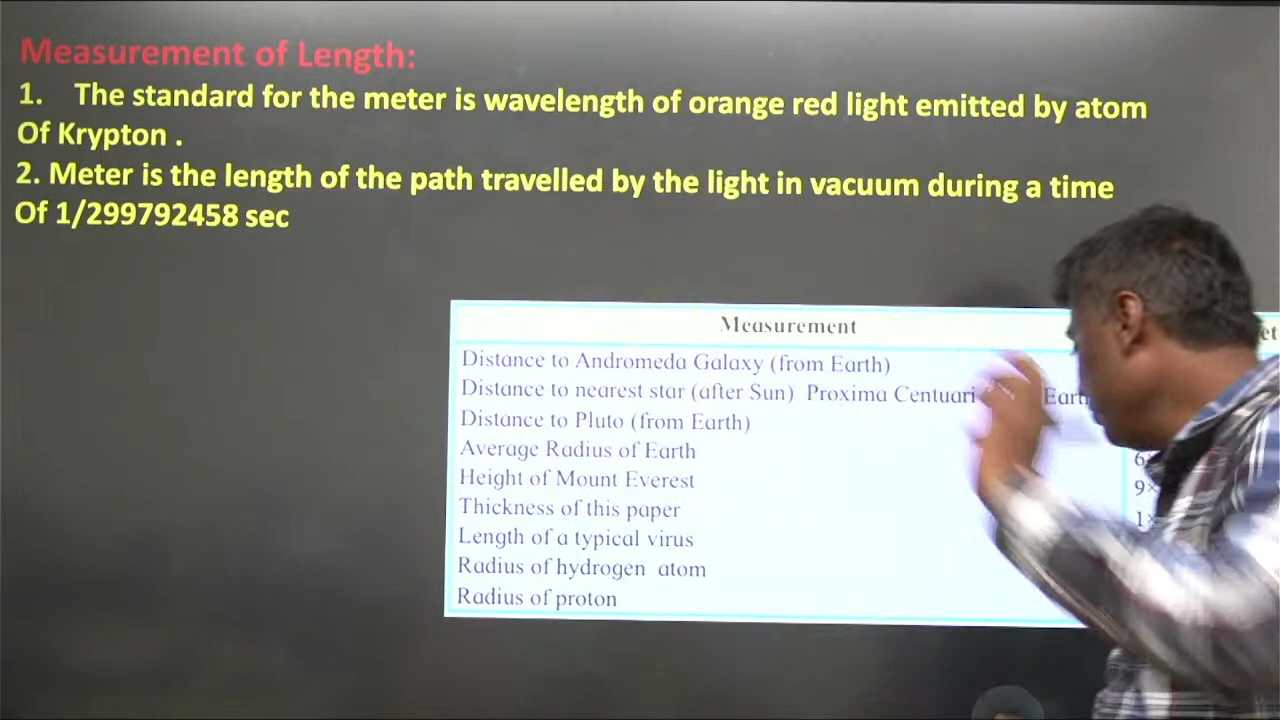 Measurement of Length:
1. The standard for the meter is wavelength of orange red light emitted by atom
Of Krypton .
2. Meter is the length of the path travelled by the light in vacuum during a time
Of 1/299792458 sec
Measurement
Distance to Andromeda Galaxy (from Earth)
Distance to nearest star (after Sun) Proxima Centuari
Distance to Pluto (from Earth)
Average Radius of Earth
Height of Mount Everest 9×
Thickness of this paper 1×
Length of a typical virus
Radius of hydrogen atom
Radius of proton